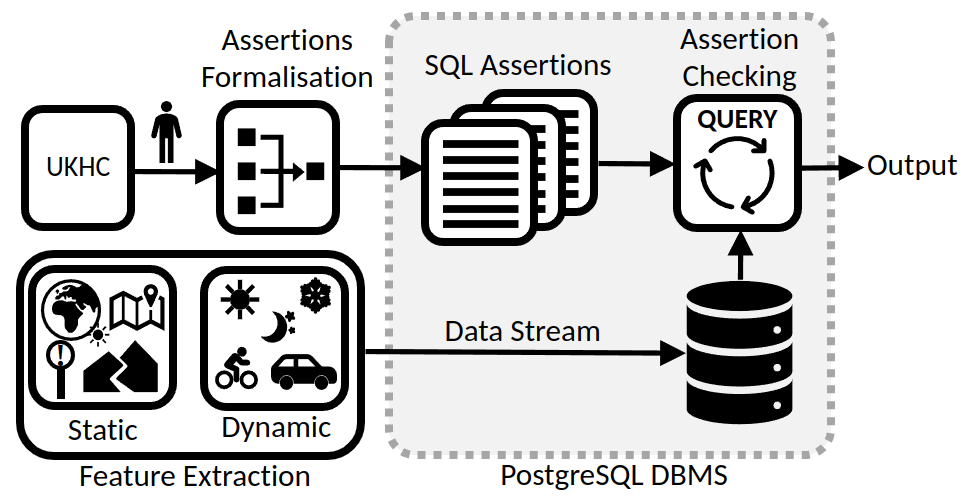 Assertions
Formalisation
SQL Assertions
Assertion
Checking
UKHC
QUERY
Output
!
Data Stream
Static
Dynamic
Feature Extraction
PostgreSQL DBMS